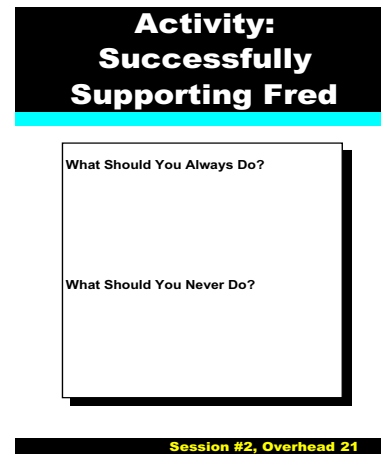 Activity:
Successfully
Supporting Fred
What Should You Always Do?
What Should You Never Do?
Session #2, Overhead 21